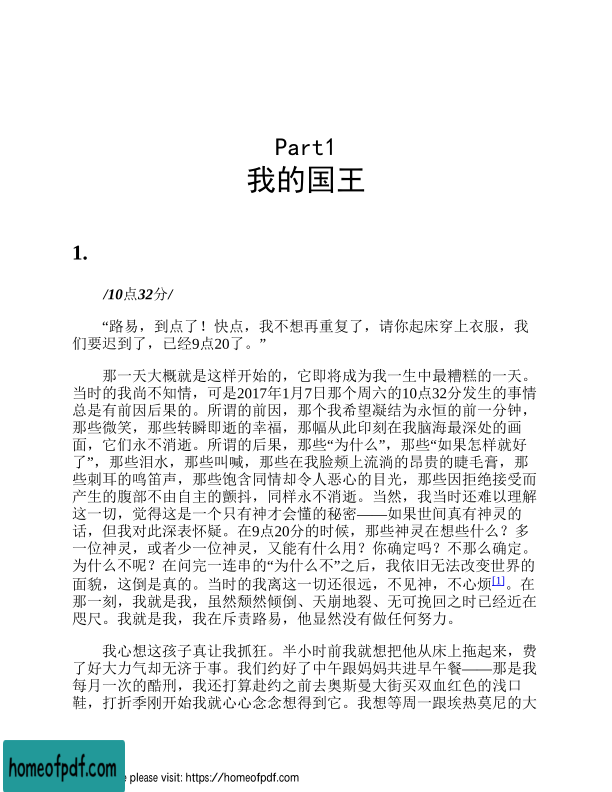 Part1
我的国王
1.
/10点32分/
“路易，到点了！快点，我不想再重复了，请你起床穿上衣服，我
们要迟到了，已经9点20了。”
那一天大概就是这样开始的，它即将成为我一生中最糟糕的一天。
当时的我尚不知情，可是2017年1月7日那个周六的10点32分发生的事情
总是有前因后果的。所谓的前因，那个我希望凝结为永恒的前一分钟，
那些微笑，那些转瞬即逝的幸福，那幅从此印刻在我脑海最深处的画
面，它们永不消逝。所谓的后果，那些“为什么”，那些“如果怎样就好
了”，那些泪水，那些叫喊，那些在我脸颊上流淌的昂贵的睫毛膏，那
些刺耳的鸣笛声，那些饱含同情却令人恶心的目光，那些因拒绝接受而
产生的腹部不由自主的颤抖，同样永不消逝。当然，我当时还难以理解
这一切，觉得这是一个只有神才会懂的秘密——如果世间真有神灵的
话，但我对此深表怀疑。在9点20分的时候，那些神灵在想些什么？多
一位神灵，或者少一位神灵，又能有什么用？你确定吗？不那么确定。
为什么不呢？在问完一连串的“为什么不”之后，我依旧无法改变世界的
面貌，这倒是真的。当时的我离这一切还很远，不见神，不心烦[1]。在
那一刻，我就是我，虽然颓然倾倒、天崩地裂、无可挽回之时已经近在
咫尺。我就是我，我在斥责路易，他显然没有做任何努力。
我心想这孩子真让我抓狂。半小时前我就想把他从床上拖起来，费
了好大力气却无济于事。我们约好了中午跟妈妈共进早午餐——那是我
每月一次的酷刑，我还打算赴约之前去奥斯曼大街买双血红色的浅口
鞋，打折季刚开始我就心心念念想得到它。我想等周一跟埃热莫尼的大
homeofpdf.com
e please visit: https://homeofpdf.com